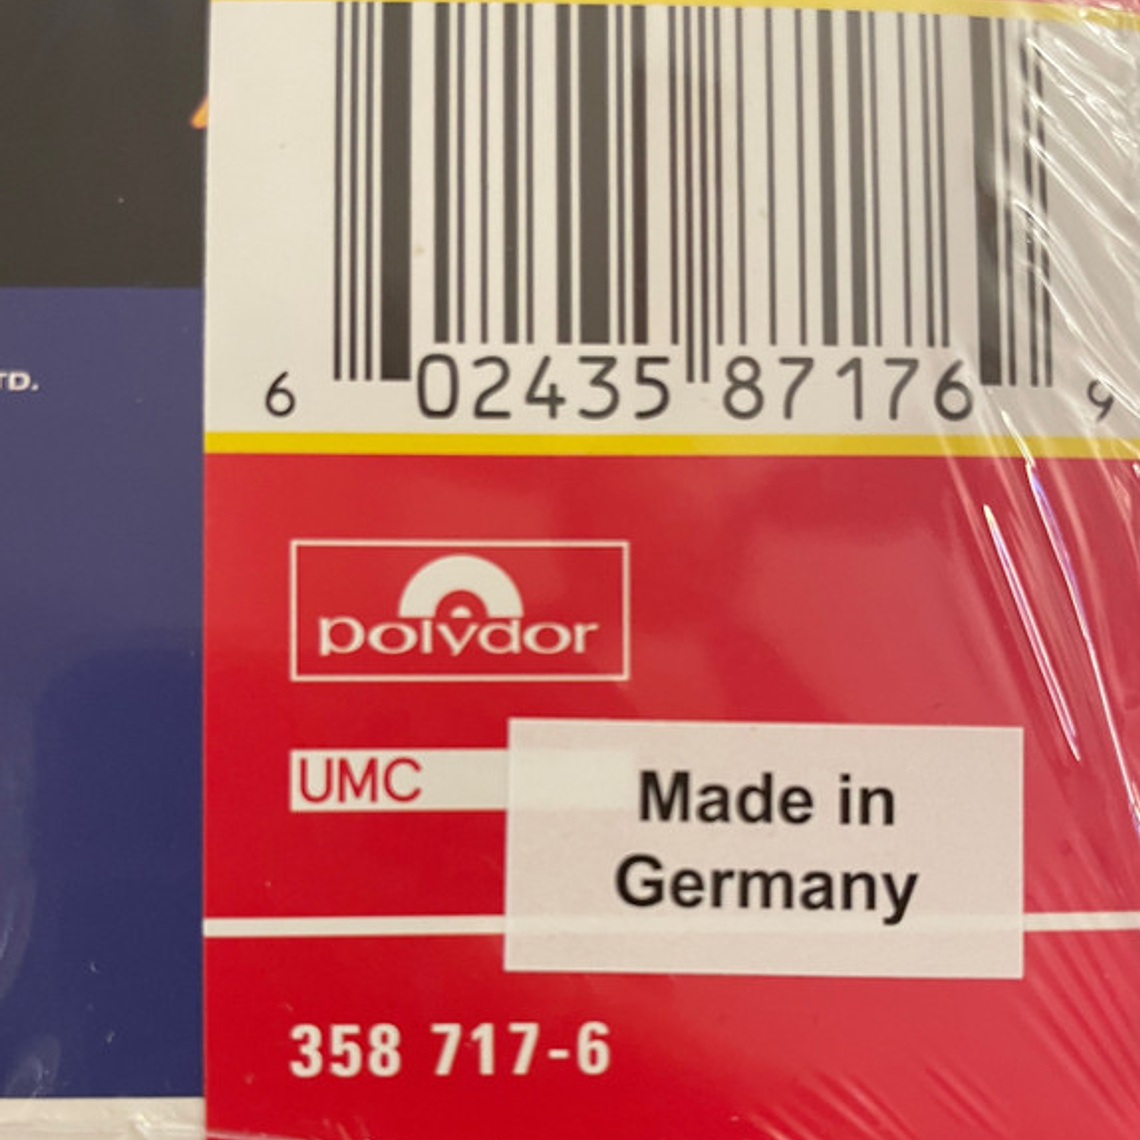 TD.
6 02435 87176 9
polydor
UMC
Made in
Germany
358 717-6